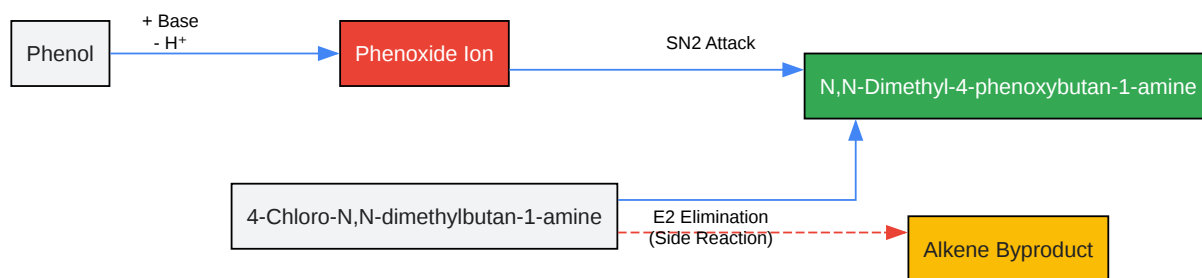 + Base
- H⁺
Phenol
Phenoxide Ion
SN2 Attack
N,N-Dimethyl-4-phenoxybutan-1-amine
4-Chloro-N,N-dimethylbutan-1-amine
E2 Elimination
(Side Reaction)
Alkene Byproduct